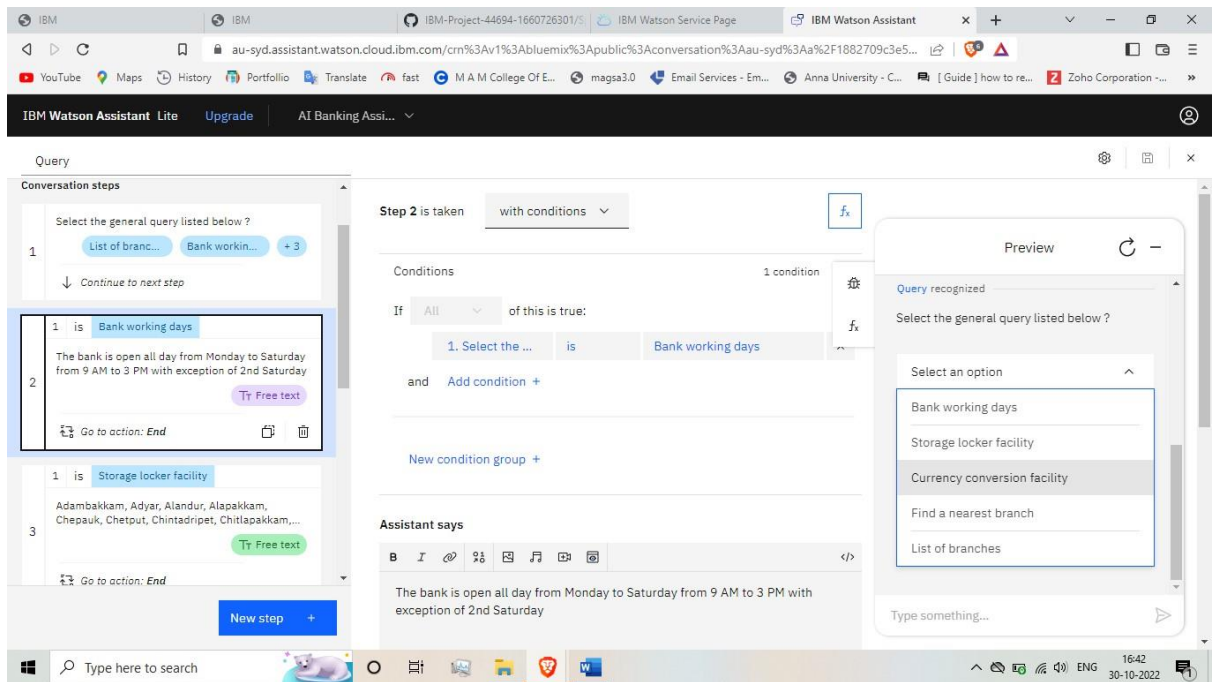 IBM
IBM
IBM-Project-44694-1660726301/S
IBM Watson Service Page
IBM Watson Assistant
au-syd.assistant.watson.cloud.ibm.com/crn%3Av1%3Abluemix%3Apublic%3Aconversation%3Aau-syd%3Aa%2F1882709c3e5...
YouTube
Maps
History
Portfolio
Translate
fast
M A M College Of E...
magsa3.0
Email Services - Em...
Anna University - C...
[ Guide ] how to re...
Zoho Corporation -...
IBM Watson Assistant Lite
Upgrade
AI Banking Assi...
Query
Conversation steps
1
Select the general query listed below ?
List of branc...
Bank workin...
+ 3
Continue to next step
2
1 is Bank working days
The bank is open all day from Monday to Saturday
from 9 AM to 3 PM with exception of 2nd Saturday
Free text
Go to action: End
3
1 is Storage locker facility
Adambakkam, Adyar, Alandur, Alapakkam,
Chepauk, Chetput, Chintadripet, Chitlapakkam,...
Free text
Go to action: End
New step +
Step 2 is taken
with conditions
fx
Conditions
1 condition
If All of this is true:
fx
1. Select the ... is Bank working days
and Add condition +
New condition group +
Assistant says
B I
</>
The bank is open all day from Monday to Saturday from 9 AM to 3 PM with
exception of 2nd Saturday
Preview
Query recognized
Select the general query listed below ?
Select an option
Bank working days
Storage locker facility
Currency conversion facility
Find a nearest branch
List of branches
Type something...
Type here to search
ENG
16:42
30-10-2022